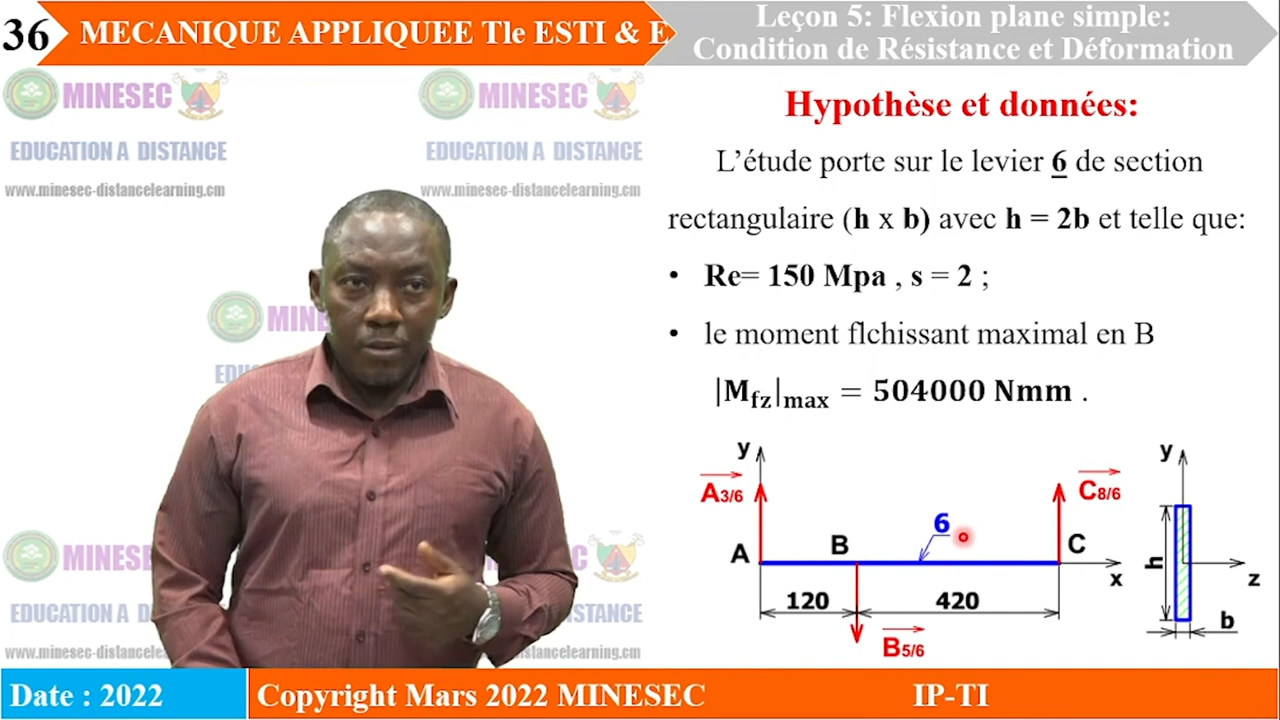 36
MECANIQUE APPLIQUEE Tle ESTI & E
Leçon 5: Flexion plane simple:
Condition de Résistance et Déformation
MINESEC
EDUCATION A DISTANCE
www.minesec-distancelearning.cm
MINESEC
EDUCATION A DISTANCE
www.minesec-distancelearning.cm
MINE
EDU
MINESE
EDUCATION A
www.minesec-distancele
C
DISTANCE
istancelearning.cm
Hypothèse et données:
L’étude porte sur le levier 6 de section
rectangulaire (h x b) avec h = 2b et telle que:
• Re= 150 Mpa , s = 2 ;
• le moment flchissant maximal en B
|Mfz|max = 504000 Nmm .
y
A3/6
C8/6
6
A
B
C
x
120
420
B5/6
y
h
z
b
Date : 2022
Copyright Mars 2022 MINESEC
IP-TI